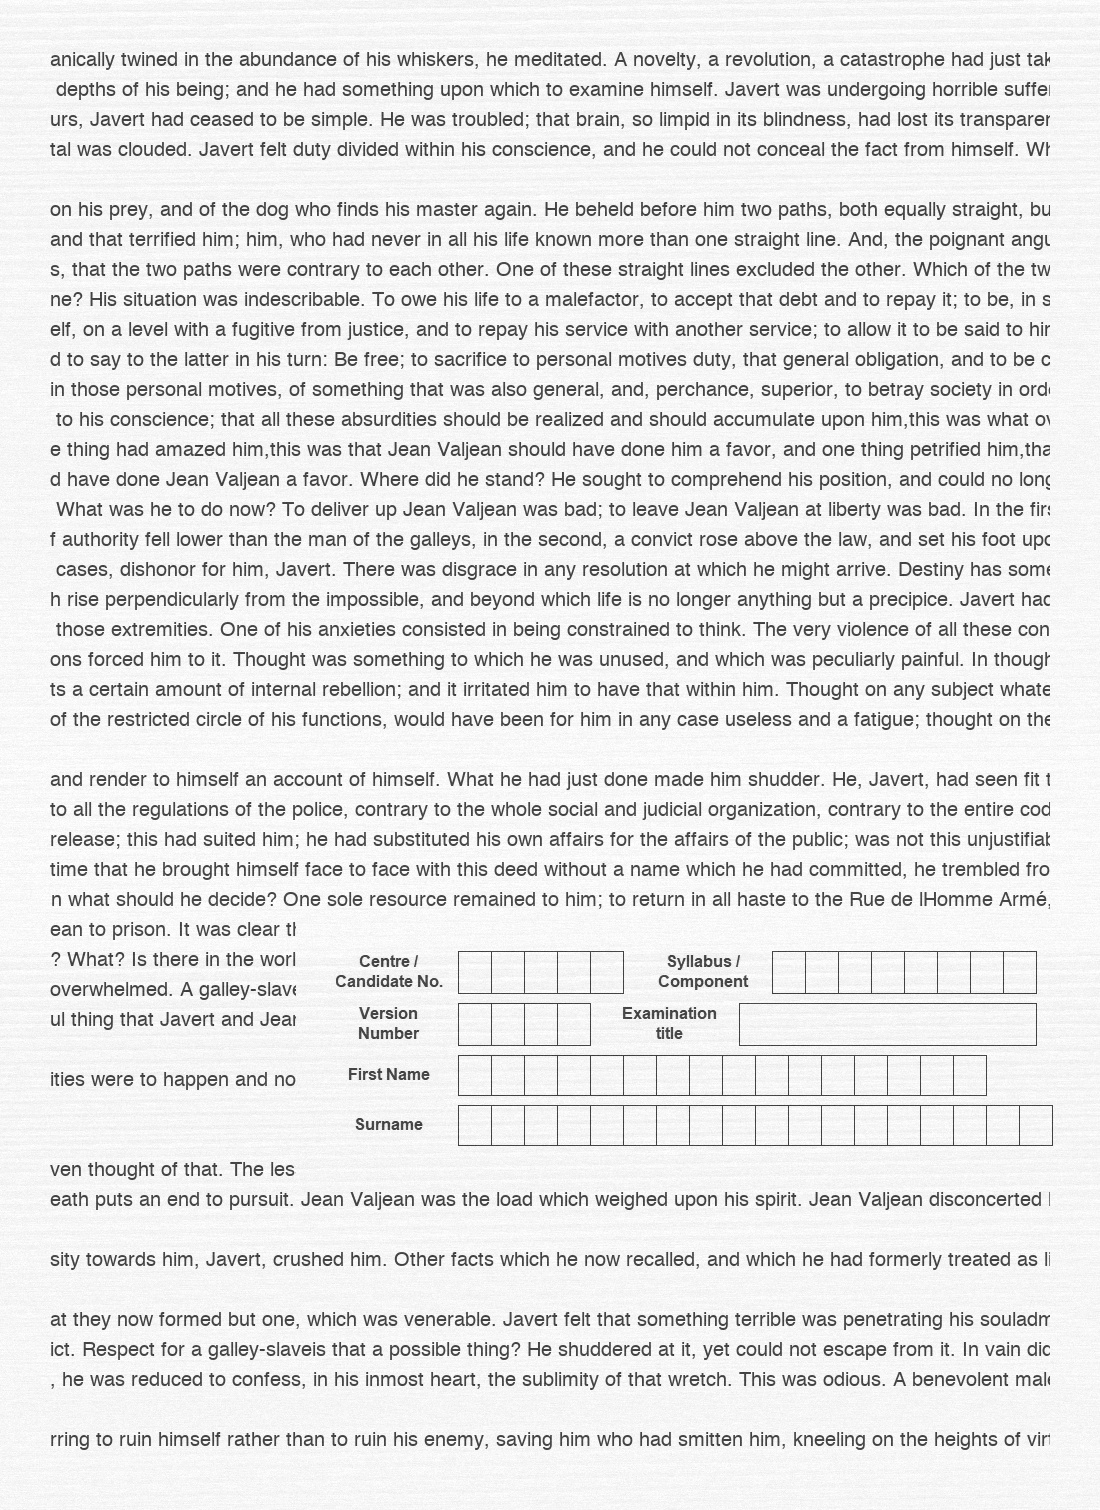 anically twined in the abundance of his whiskers, he meditated. A novelty, a revolution, a catastrophe had just tak
depths of his being; and he had something upon which to examine himself. Javert was undergoing horrible suffer
urs, Javert had ceased to be simple. He was troubled; that brain, so limpid in its blindness, had lost its transparen
tal was clouded. Javert felt duty divided within his conscience, and he could not conceal the fact from himself. Wh
on his prey, and of the dog who finds his master again. He beheld before him two paths, both equally straight, bu
and that terrified him; him, who had never in all his life known more than one straight line. And, the poignant angu
s, that the two paths were contrary to each other. One of these straight lines excluded the other. Which of the tw
ne? His situation was indescribable. To owe his life to a malefactor, to accept that debt and to repay it; to be, in s
elf, on a level with a fugitive from justice, and to repay his service with another service; to allow it to be said to him
d to say to the latter in his turn: Be free; to sacrifice to personal motives duty, that general obligation, and to be c
in those personal motives, of something that was also general, and, perchance, superior, to betray society in orde
to his conscience; that all these absurdities should be realized and should accumulate upon him,this was what ov
e thing had amazed him,this was that Jean Valjean should have done him a favor, and one thing petrified him,tha
d have done Jean Valjean a favor. Where did he stand? He sought to comprehend his position, and could no long
What was he to do now? To deliver up Jean Valjean was bad; to leave Jean Valjean at liberty was bad. In the firs
f authority fell lower than the man of the galleys, in the second, a convict rose above the law, and set his foot upo
cases, dishonor for him, Javert. There was disgrace in any resolution at which he might arrive. Destiny has some
h rise perpendicularly from the impossible, and beyond which life is no longer anything but a precipice. Javert had
those extremities. One of his anxieties consisted in being constrained to think. The very violence of all these con
ons forced him to it. Thought was something to which he was unused, and which was peculiarly painful. In though
ts a certain amount of internal rebellion; and it irritated him to have that within him. Thought on any subject whate
of the restricted circle of his functions, would have been for him in any case useless and a fatigue; thought on the
and render to himself an account of himself. What he had just done made him shudder. He, Javert, had seen fit t
to all the regulations of the police, contrary to the whole social and judicial organization, contrary to the entire cod
release; this had suited him; he had substituted his own affairs for the affairs of the public; was not this unjustifiab
time that he brought himself face to face with this deed without a name which he had committed, he trembled fro
n what should he decide? One sole resource remained to him; to return in all haste to the Rue de lHomme Armé,
ean to prison. It was clear th
? What? Is there in the worl
overwhelmed. A galley-slave
ul thing that Javert and Jean
ities were to happen and no
Centre /
Candidate No.
Syllabus /
Component
Version
Number
Examination
title
First Name
Surname
ven thought of that. The les
eath puts an end to pursuit. Jean Valjean was the load which weighed upon his spirit. Jean Valjean disconcerted
sity towards him, Javert, crushed him. Other facts which he now recalled, and which he had formerly treated as li
at they now formed but one, which was venerable. Javert felt that something terrible was penetrating his souladm
ict. Respect for a galley-slaveis that a possible thing? He shuddered at it, yet could not escape from it. In vain did
, he was reduced to confess, in his inmost heart, the sublimity of that wretch. This was odious. A benevolent male
rring to ruin himself rather than to ruin his enemy, saving him who had smitten him, kneeling on the heights of virt